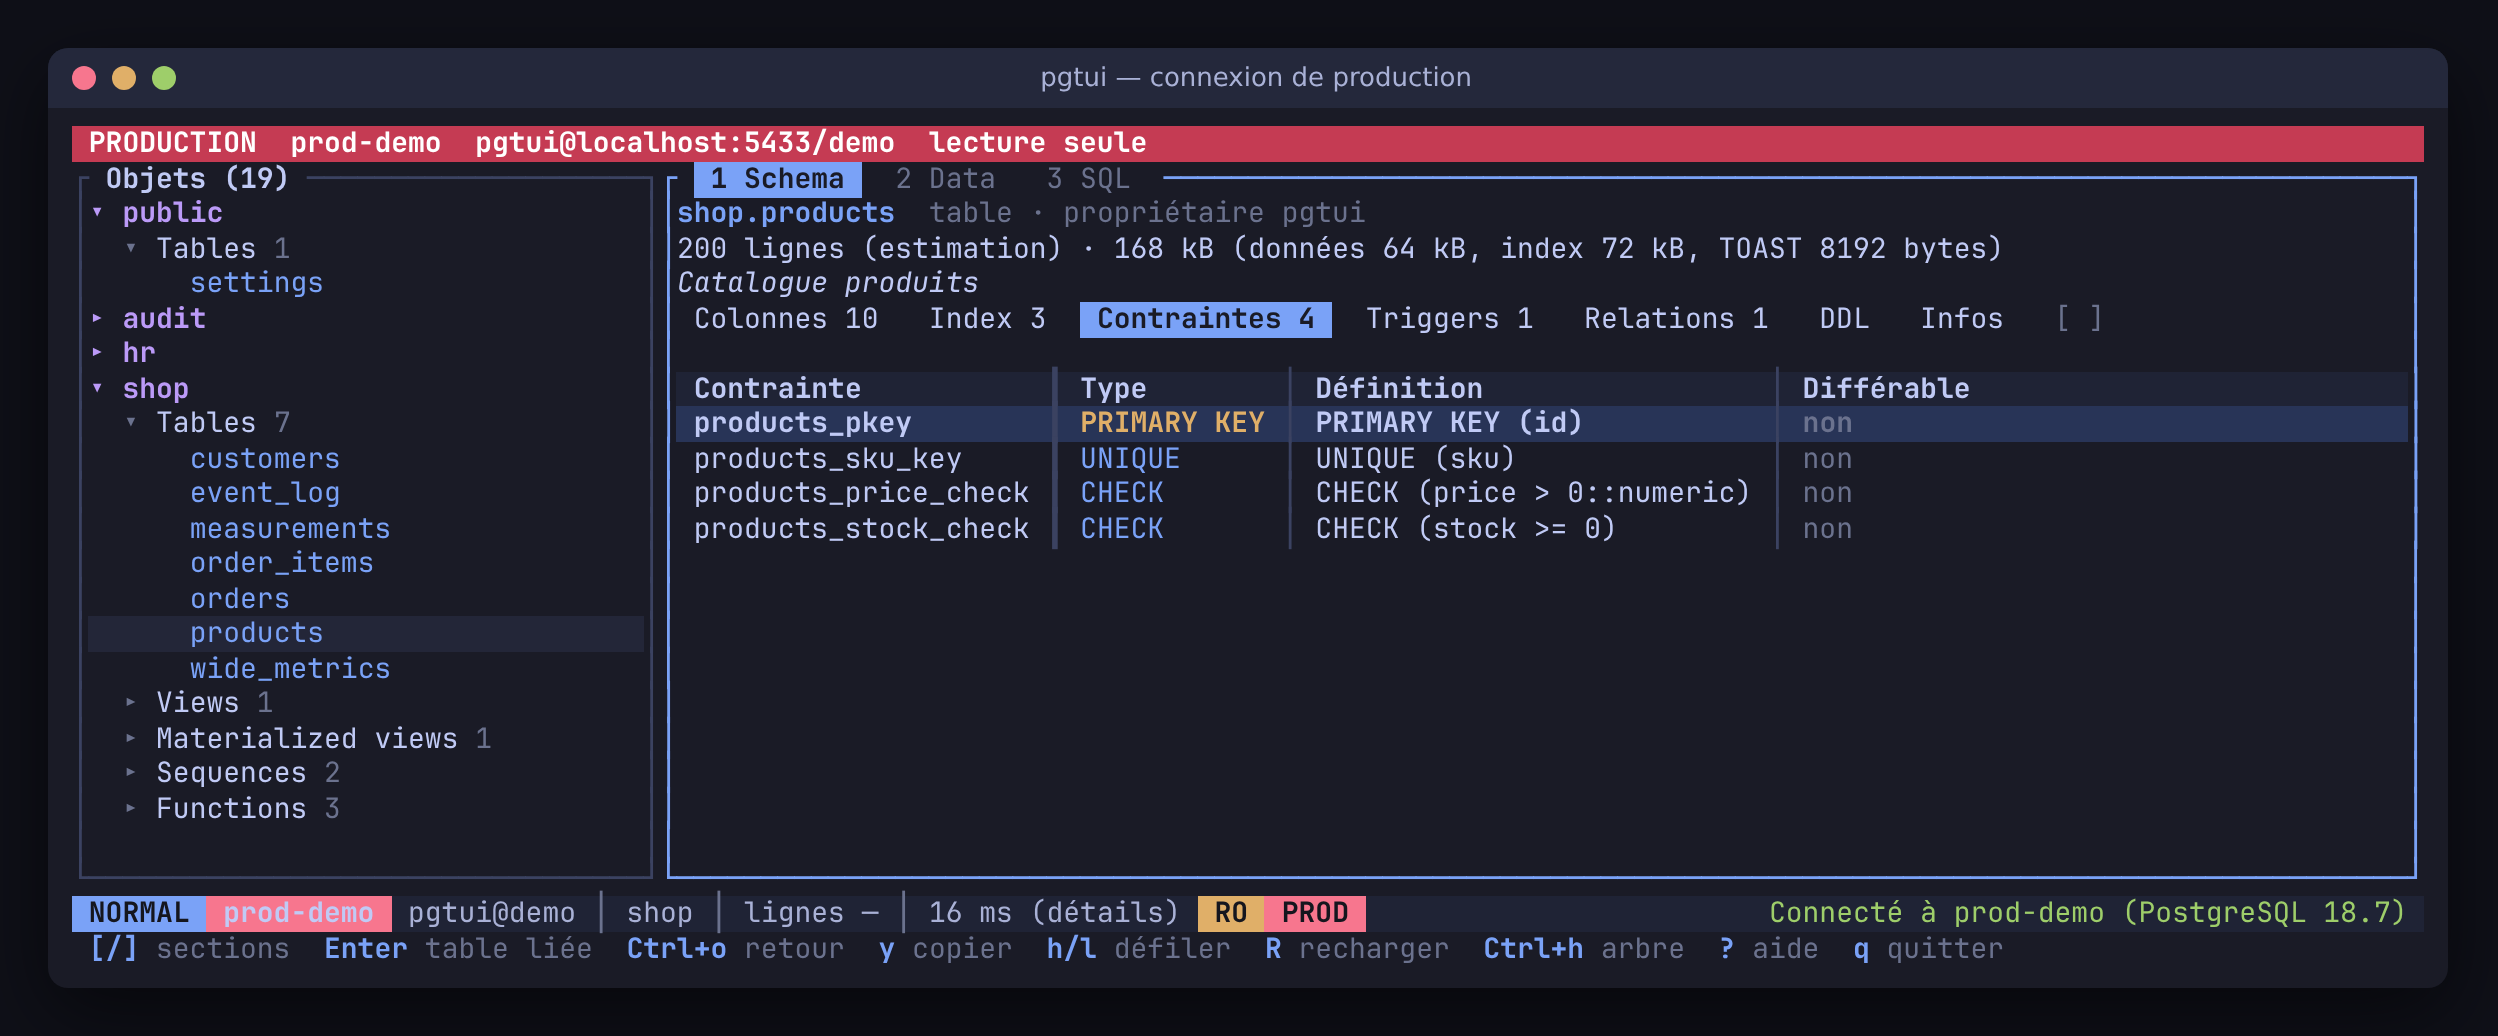 pgtui — connexion de production
PRODUCTION prod-demo pgtui@localhost:5433/demo lecture seule
Objets (19)
▾ public
▾ Tables 1
settings
▸ audit
▸ hr
▾ shop
▾ Tables 7
customers
event_log
measurements
order_items
orders
products
wide_metrics
▸ Views 1
▸ Materialized views 1
▸ Sequences 2
▸ Functions 3
1 Schema 2 Data 3 SQL
shop.products table · propriétaire pgtui
200 lignes (estimation) · 168 kB (données 64 kB, index 72 kB, TOAST 8192 bytes)
Catalogue produits
Colonnes 10 Index 3 Contraintes 4 Triggers 1 Relations 1 DDL Infos [ ]
Contrainte Type Définition Différable
products_pkey PRIMARY KEY PRIMARY KEY (id) non
products_sku_key UNIQUE UNIQUE (sku) non
products_price_check CHECK CHECK (price > 0::numeric) non
products_stock_check CHECK CHECK (stock >= 0) non
NORMAL prod-demo pgtui@demo │ shop │ lignes — │ 16 ms (détails) RO PROD Connecté à prod-demo (PostgreSQL 18.7)
[/] sections Enter table liée Ctrl+o retour y copier h/l défiler R recharger Ctrl+h arbre ? aide q quitter